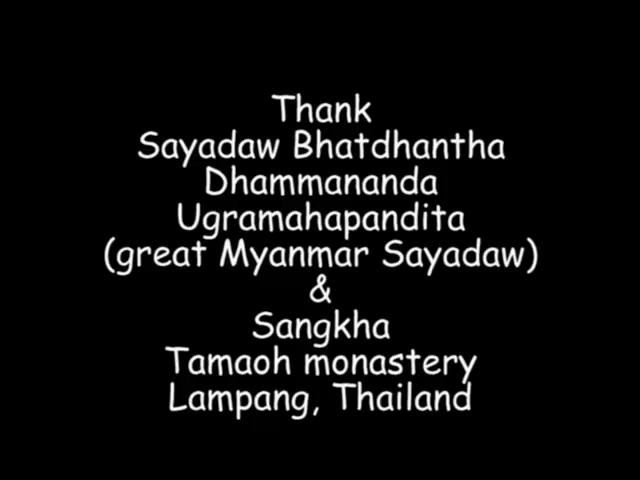 Thank
Sayadaw Bhatdhantha
Dhammananda
Ugramahapandita
(great Myanmar Sayadaw)
&
Sangkha
Tamaoh monastery
Lampang, Thailand